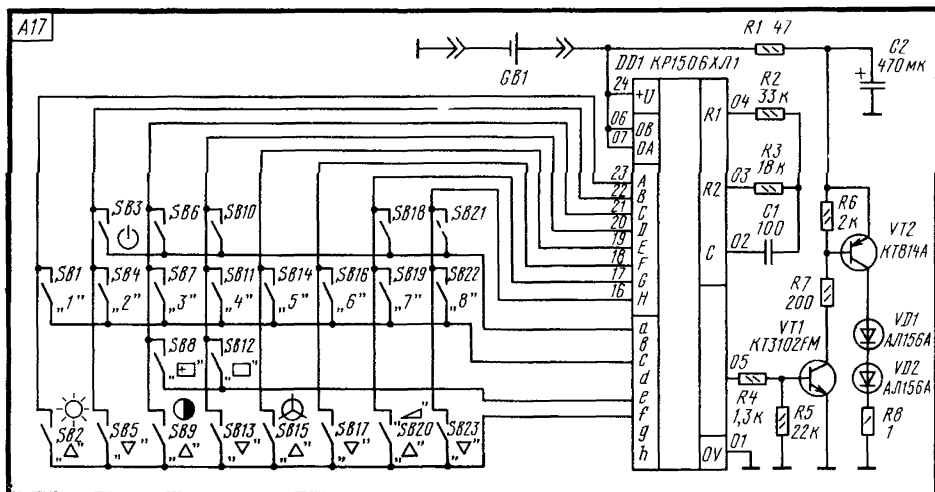 A17
R1 47
C2
470 мк
+
GB1
DD1 КР1506ХЛ1
24
+U
06
0B
07
0A
R1
04
R2
33к
R3
18к
R2
03
C1
100
02
C
23
A
22
B
21
C
20
D
19
E
18
F
17
G
16
H
R6
2к
VT2
КТ814А
R7
200
VD1
АЛ156А
VT1
КТ3102FM
VD2
АЛ156А
SB3
SB6
SB10
SB18
SB21
SB1
„1”
SB4
„2”
SB7
„3”
SB11
„4”
SB14
„5”
SB16
„6”
SB19
„7”
SB22
„8”
SB8
SB12
a
b
c
d
e
f
g
h
05
R4
1,3к
R5
22к
R8
1
01
0V
SB2
SB5
SB9
SB13
SB15
SB17
SB20
SB23